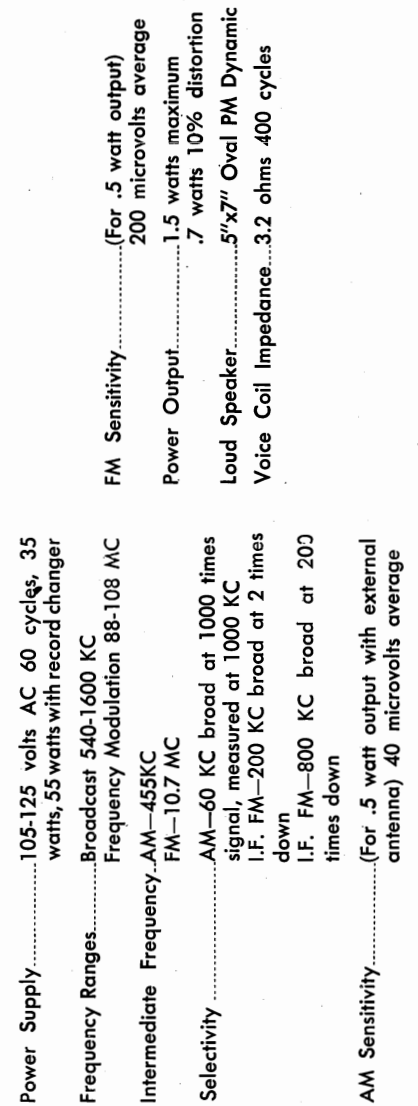 Power Supply................105-125 volts AC 60 cycles, 35
watts, 55 watts with record changer
Frequency Ranges..........Broadcast 540-1600 KC
Frequency Modulation 88-108 MC
Intermediate Frequency..AM—455KC
FM—10.7 MC
Selectivity....................AM—60 KC broad at 1000 times
signal, measured at 1000 KC
I.F. FM—200 KC broad at 2 times
down
I.F. FM—800 KC broad at 200
times down
AM Sensitivity................(For .5 watt output with external
antenna) 40 microvolts average
FM Sensitivity................(For .5 watt output)
200 microvolts average
Power Output................1.5 watts maximum
.7 watts 10% distortion
Loud Speaker................5"x7" Oval PM Dynamic
Voice Coil Impedance....3.2 ohms 400 cycles